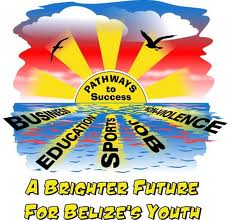 PATHWAYS
to
Success
BUSINESS
EDUCATION
SPORTS
JOB
NON-VIOLENCE
A BRIGHTER FUTURE
FOR BELIZE'S YOUTH